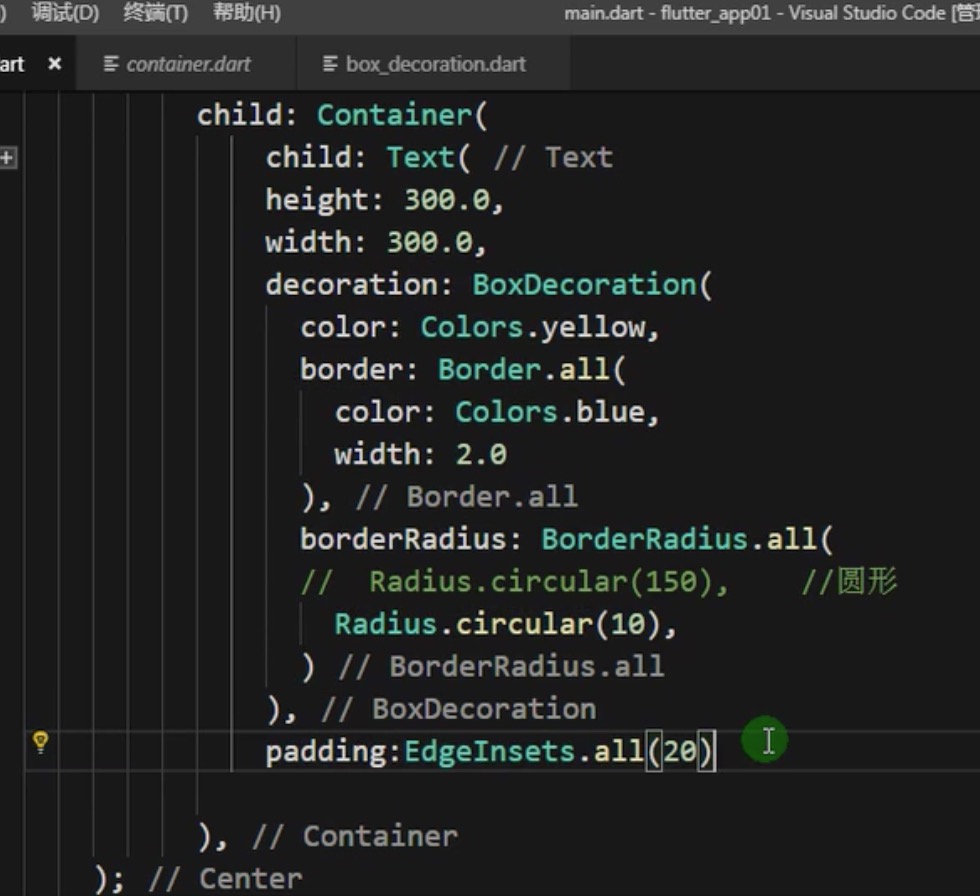 ) 调试(D) 终端(T) 帮助(H) main.dart - flutter_app01 - Visual Studio Code [管
art × container.dart box_decoration.dart
child: Container(
child: Text( // Text
height: 300.0,
width: 300.0,
decoration: BoxDecoration(
color: Colors.yellow,
border: Border.all(
color: Colors.blue,
width: 2.0
), // Border.all
borderRadius: BorderRadius.all(
// Radius.circular(150), //圆形
Radius.circular(10),
) // BorderRadius.all
), // BoxDecoration
padding:EdgeInsets.all(20)
), // Container
); // Center